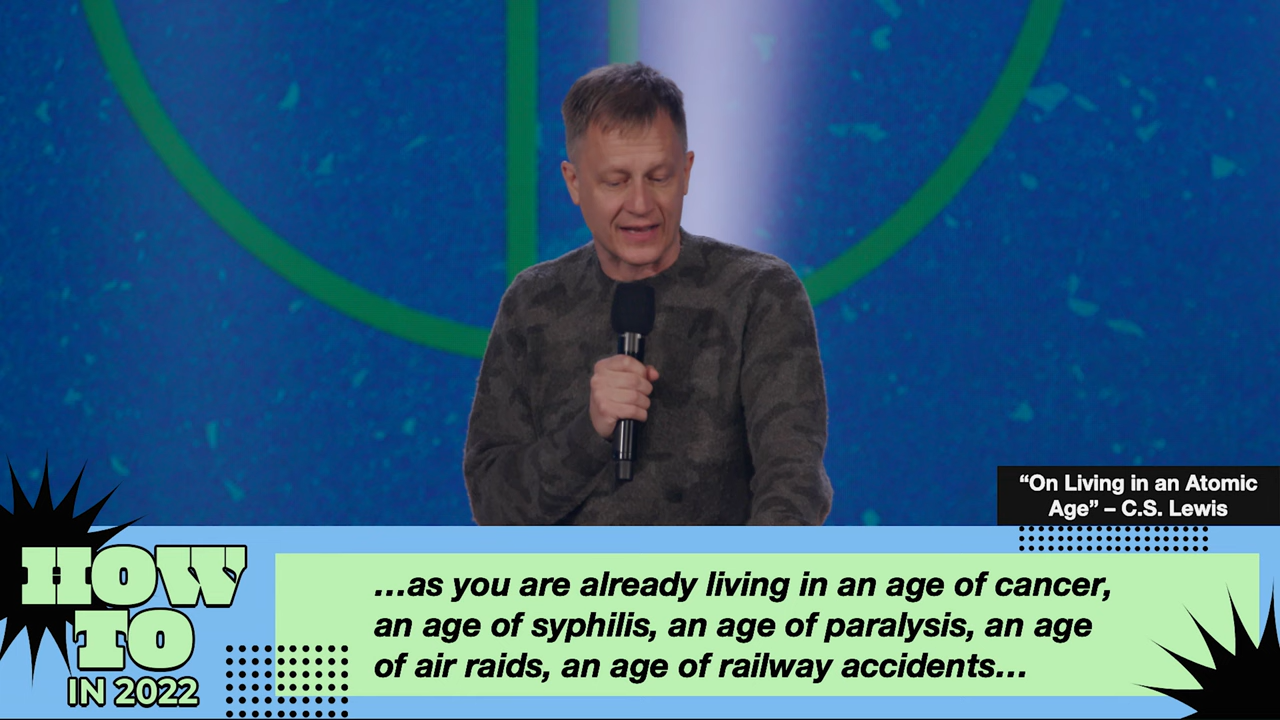 “On Living in an Atomic
Age” – C.S. Lewis
HOW
TO
IN 2022
...as you are already living in an age of cancer,
an age of syphilis, an age of paralysis, an age
of air raids, an age of railway accidents...